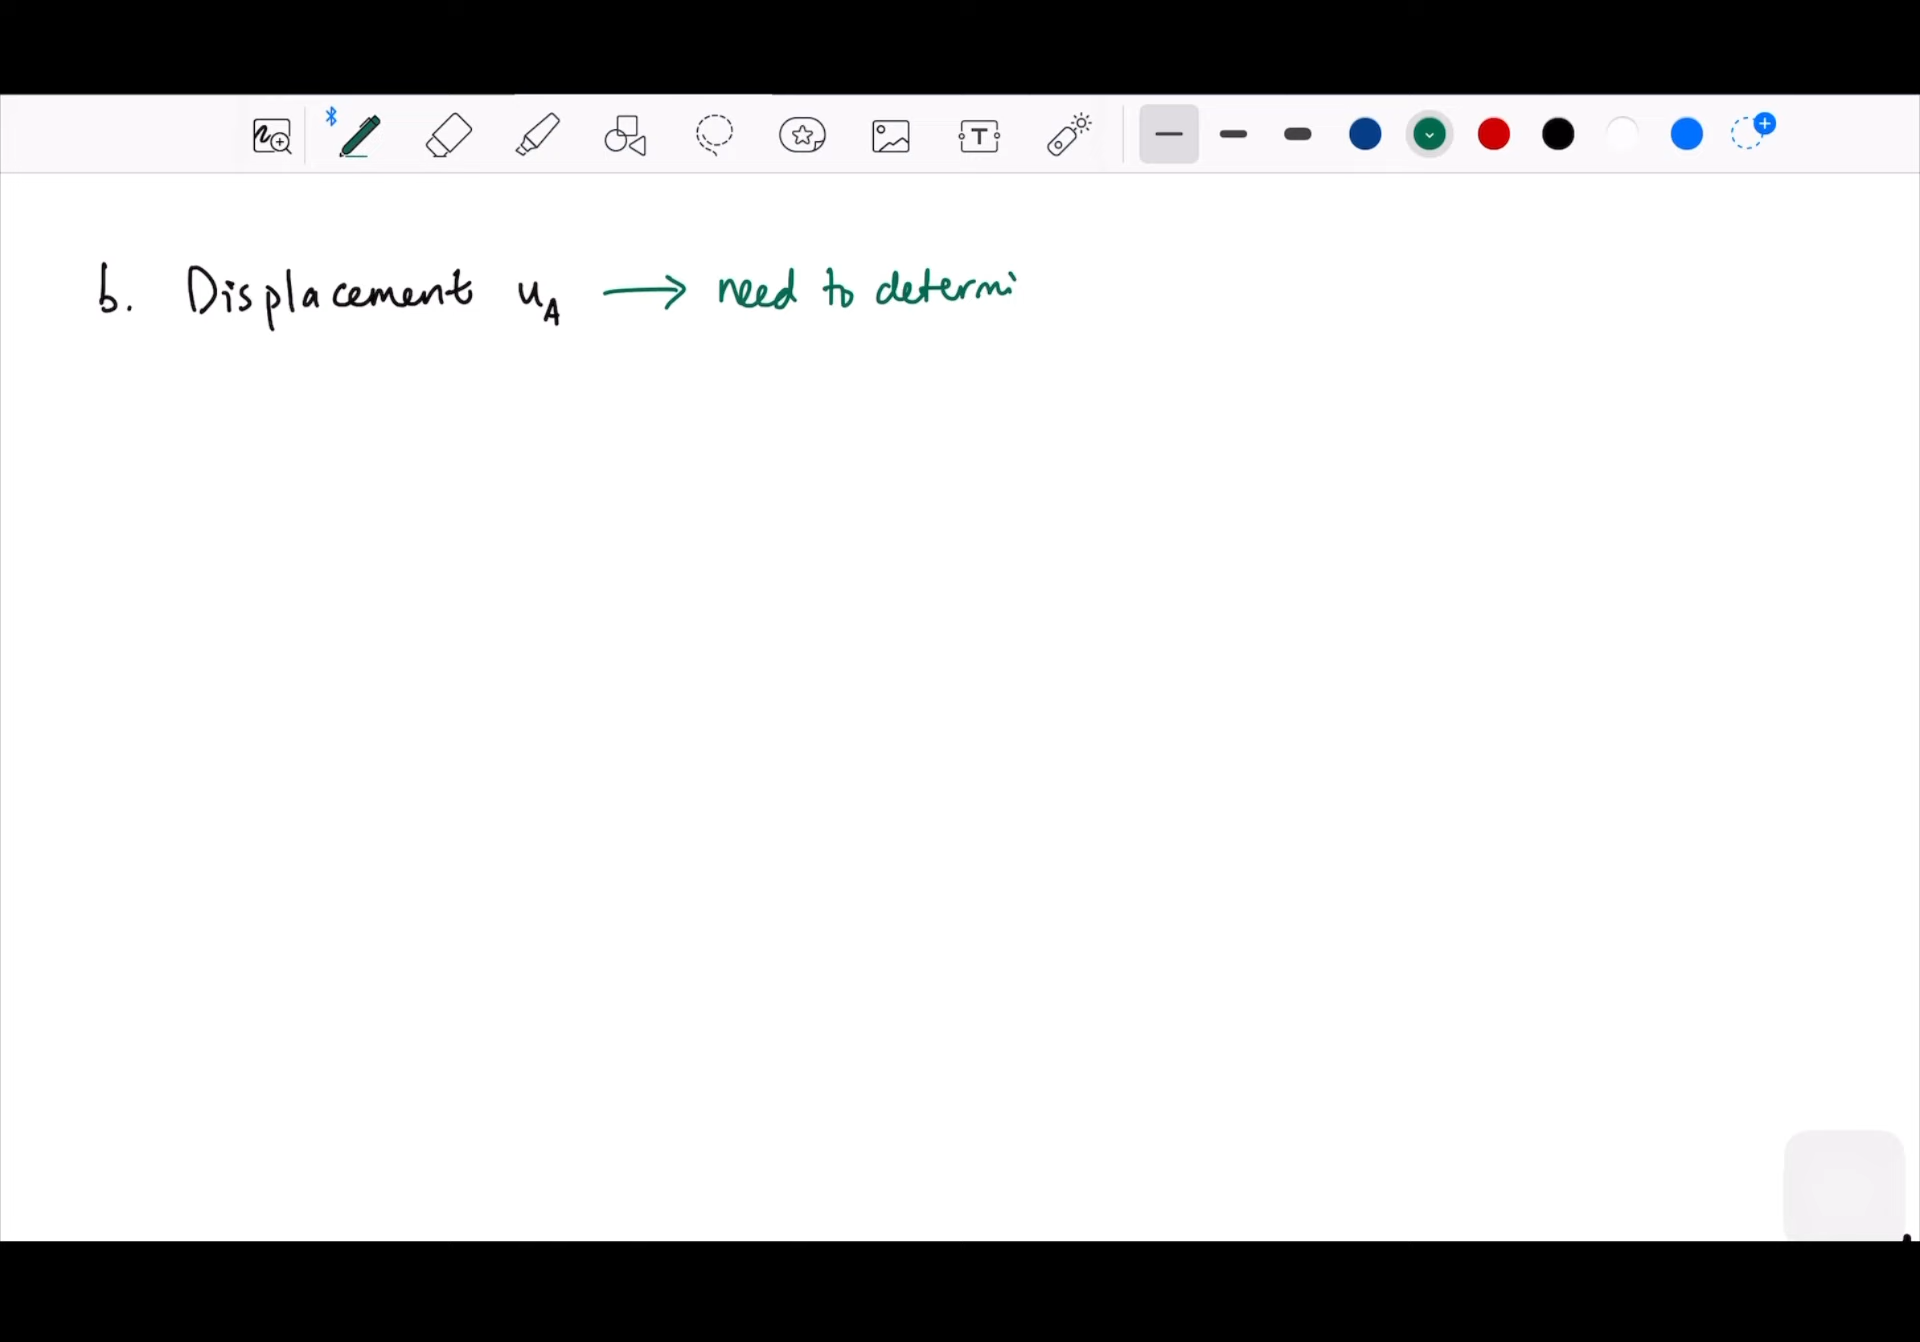 b. Displacement u_A → need to determi